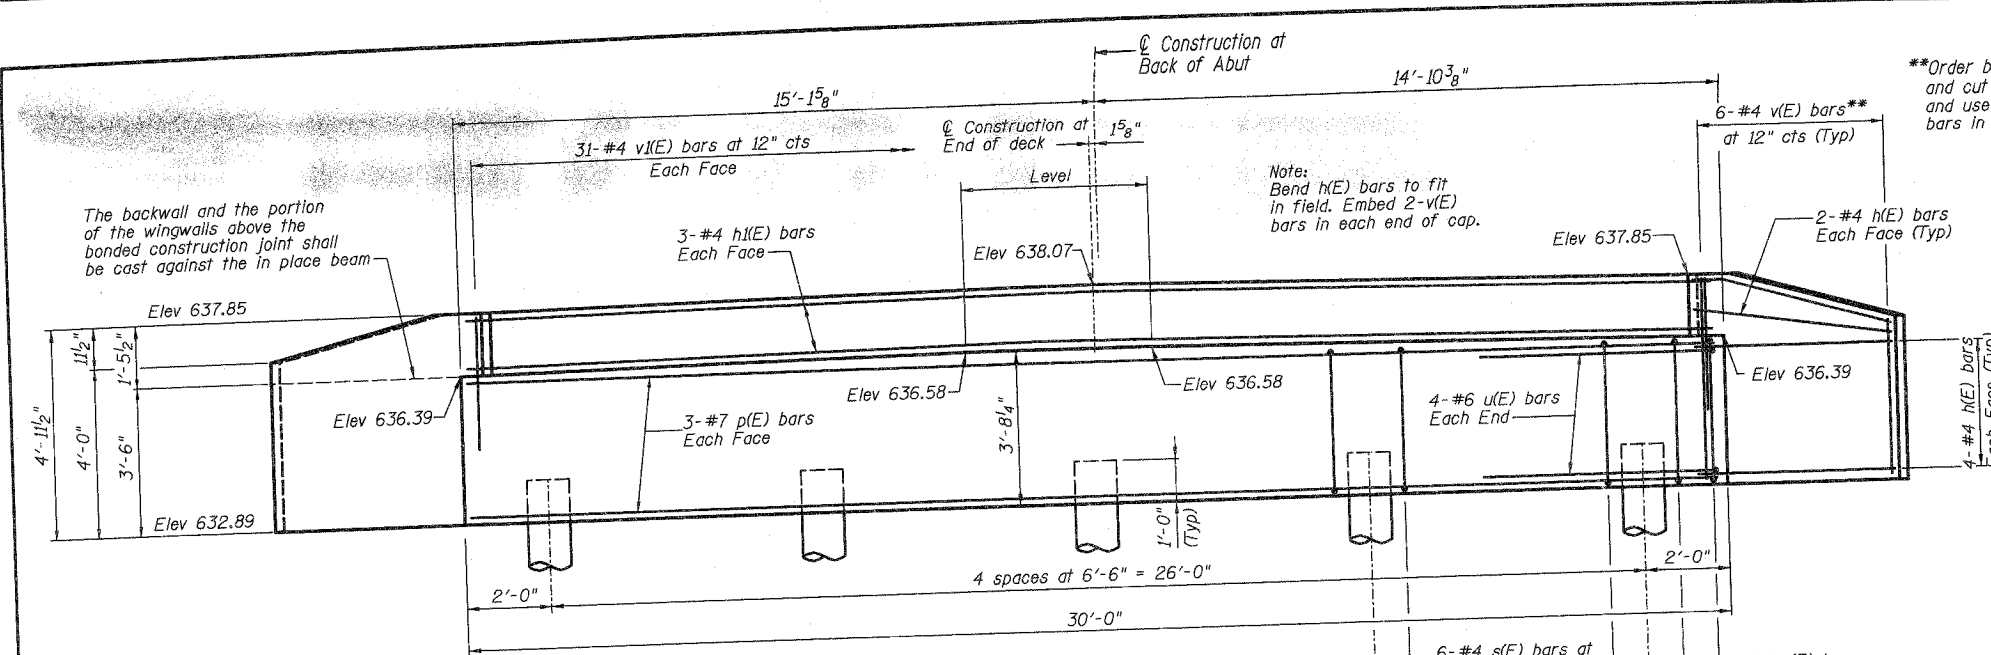 ℄ Construction at
Back of Abut
15'-1⅝"
14'-10⅜"
**Order b
and cut
and use
bars in
6-#4 v(E) bars**
at 12" cts (Typ)
℄ Construction at
End of deck
1⅝"
31-#4 v1(E) bars at 12" cts
Each Face
Level
Note:
Bend h(E) bars to fit
in field. Embed 2-v(E)
bars in each end of cap.
The backwall and the portion
of the wingwalls above the
bonded construction joint shall
be cast against the in place beam
3-#4 h1(E) bars
Each Face
Elev 638.07
Elev 637.85
2-#4 h(E) bars
Each Face (Typ)
Elev 637.85
11½"
1'-5½"
4'-11½"
4'-0"
3'-6"
Elev 636.39
Elev 636.58
Elev 636.58
Elev 636.39
3-#7 p(E) bars
Each Face
3'-8¼"
4-#6 u(E) bars
Each End
4-#4 h(E) bars
Each Face (Typ)
Elev 632.89
1'-0"
(Typ)
2'-0"
4 spaces at 6'-6" = 26'-0"
2'-0"
30'-0"
6-#4 s(E) bars at